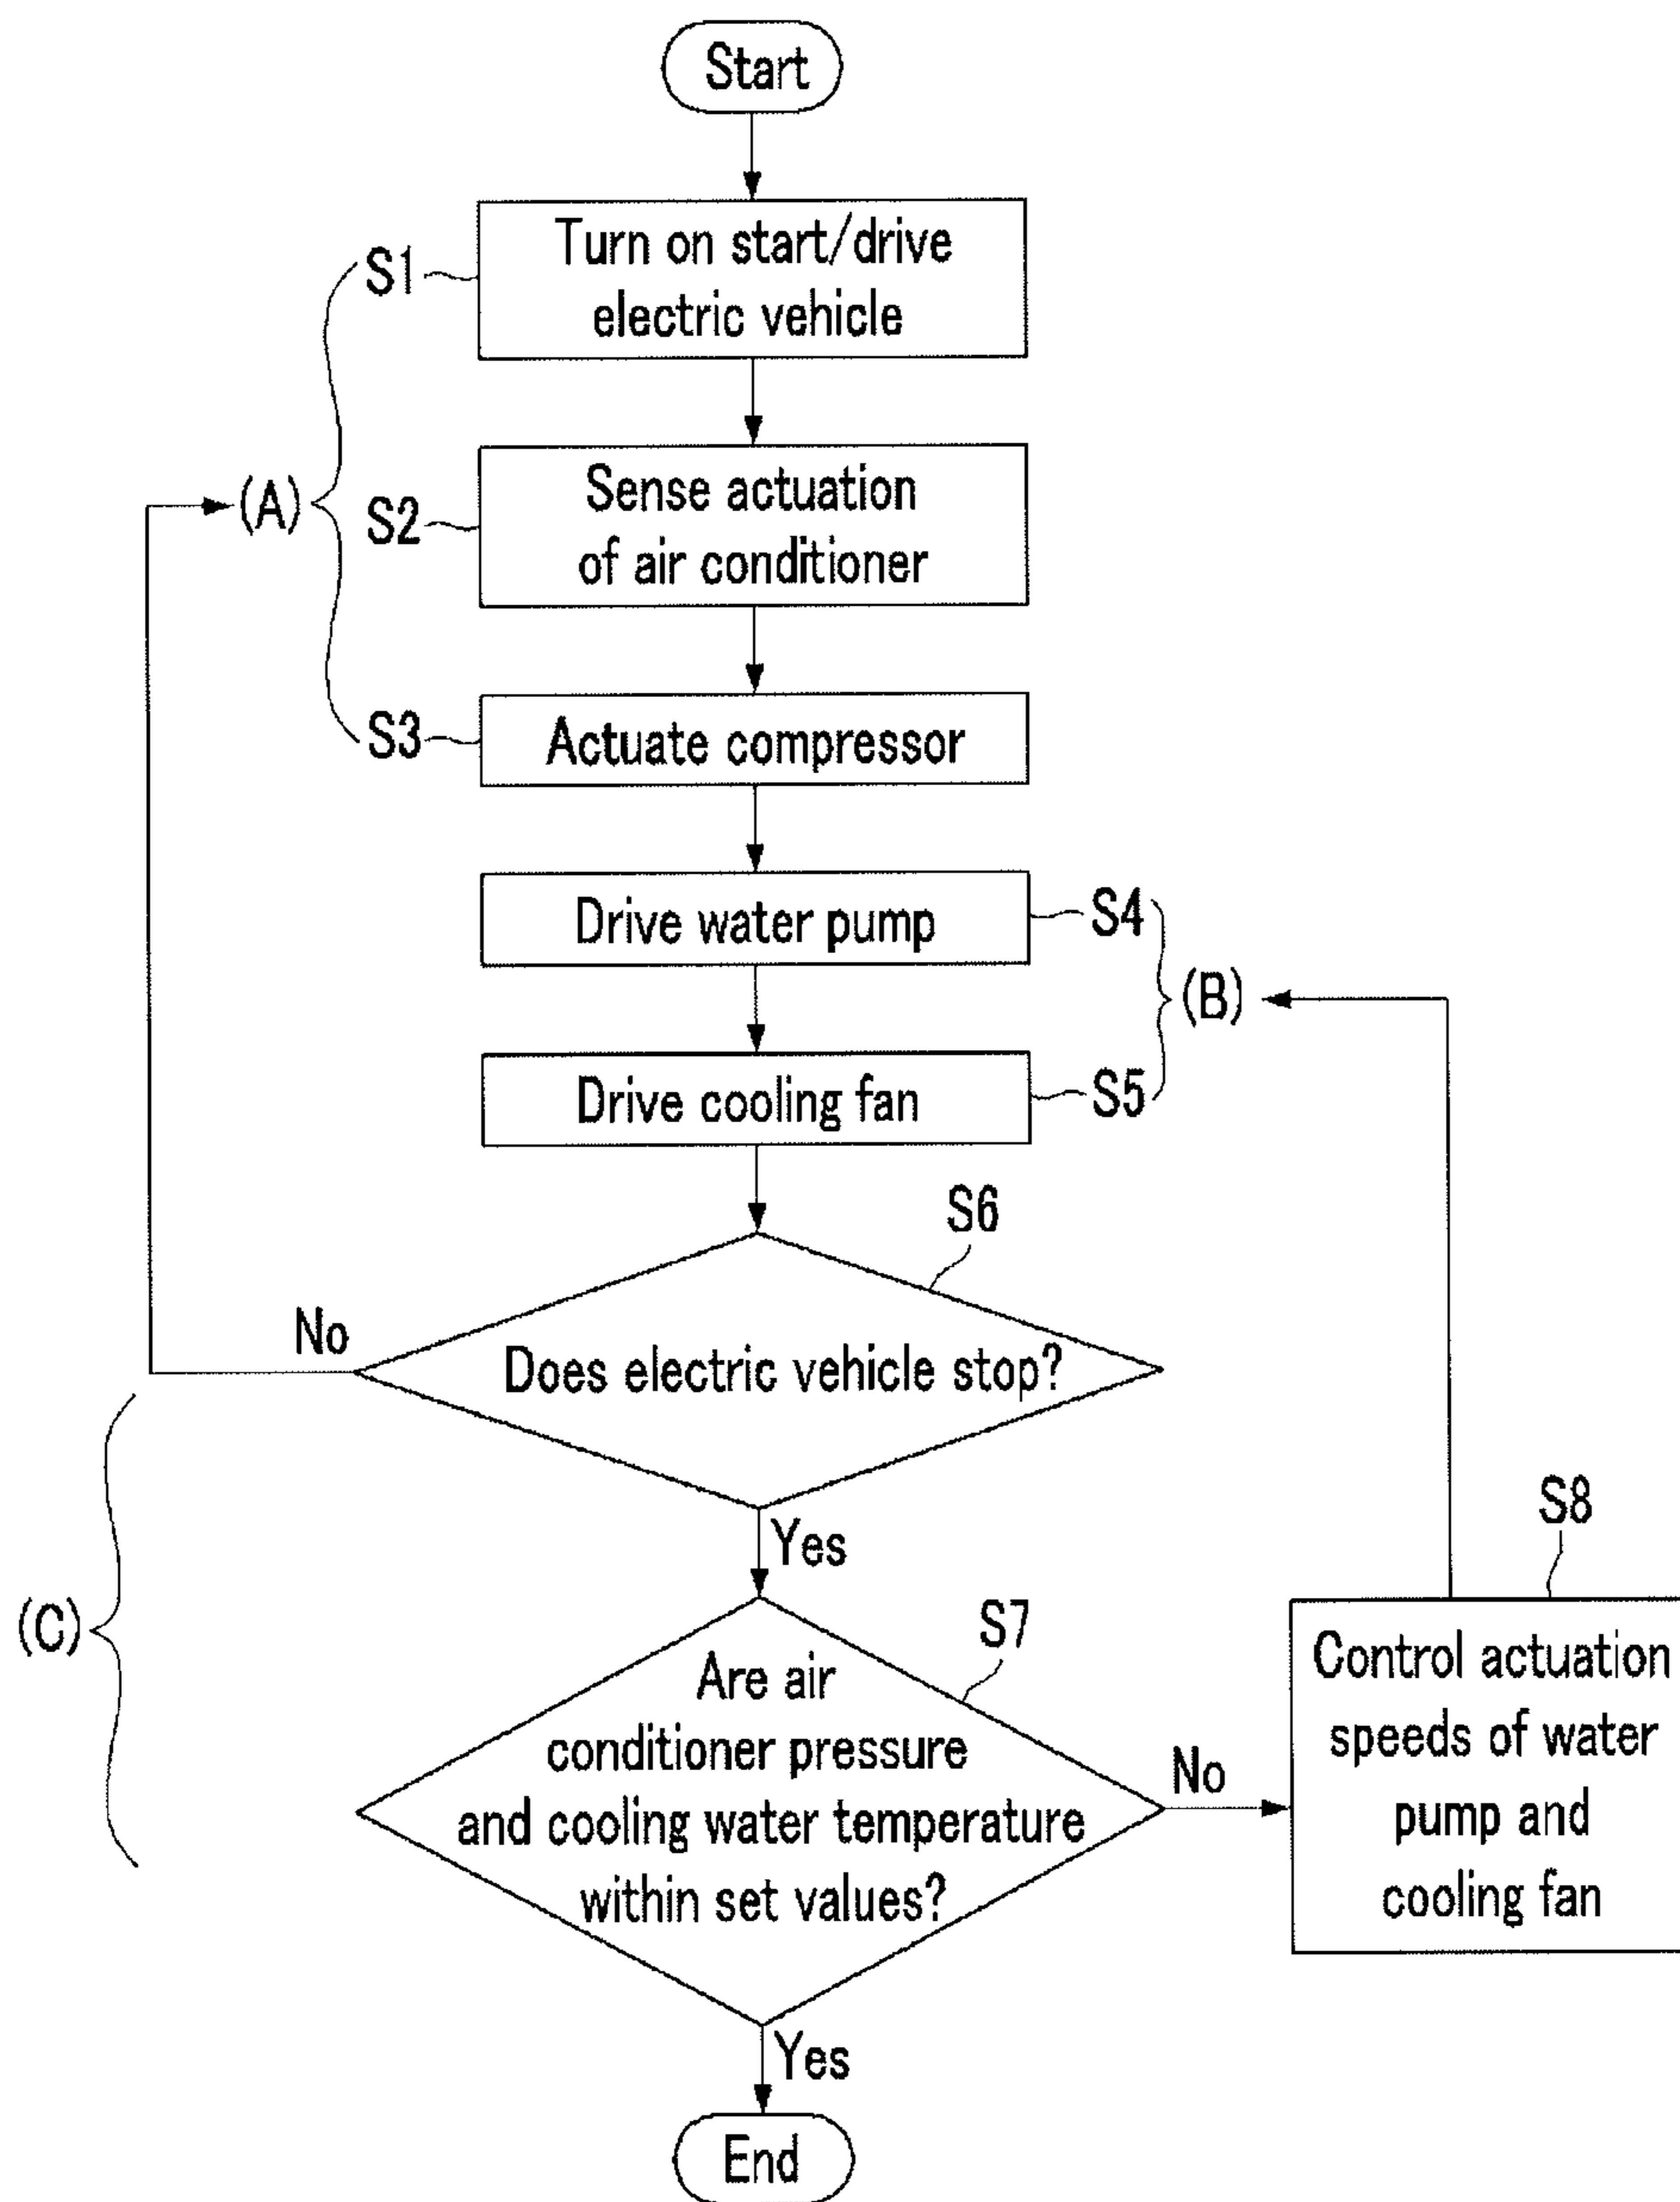 Start
Turn on start/drive
electric vehicle
S1
Sense actuation
of air conditioner
S2
(A)
Actuate compressor
S3
Drive water pump
S4
(B)
Drive cooling fan
S5
S6
Does electric vehicle stop?
No
Yes
(C)
S7
Are air
conditioner pressure
and cooling water temperature
within set values?
No
S8
Control actuation
speeds of water
pump and
cooling fan
Yes
End